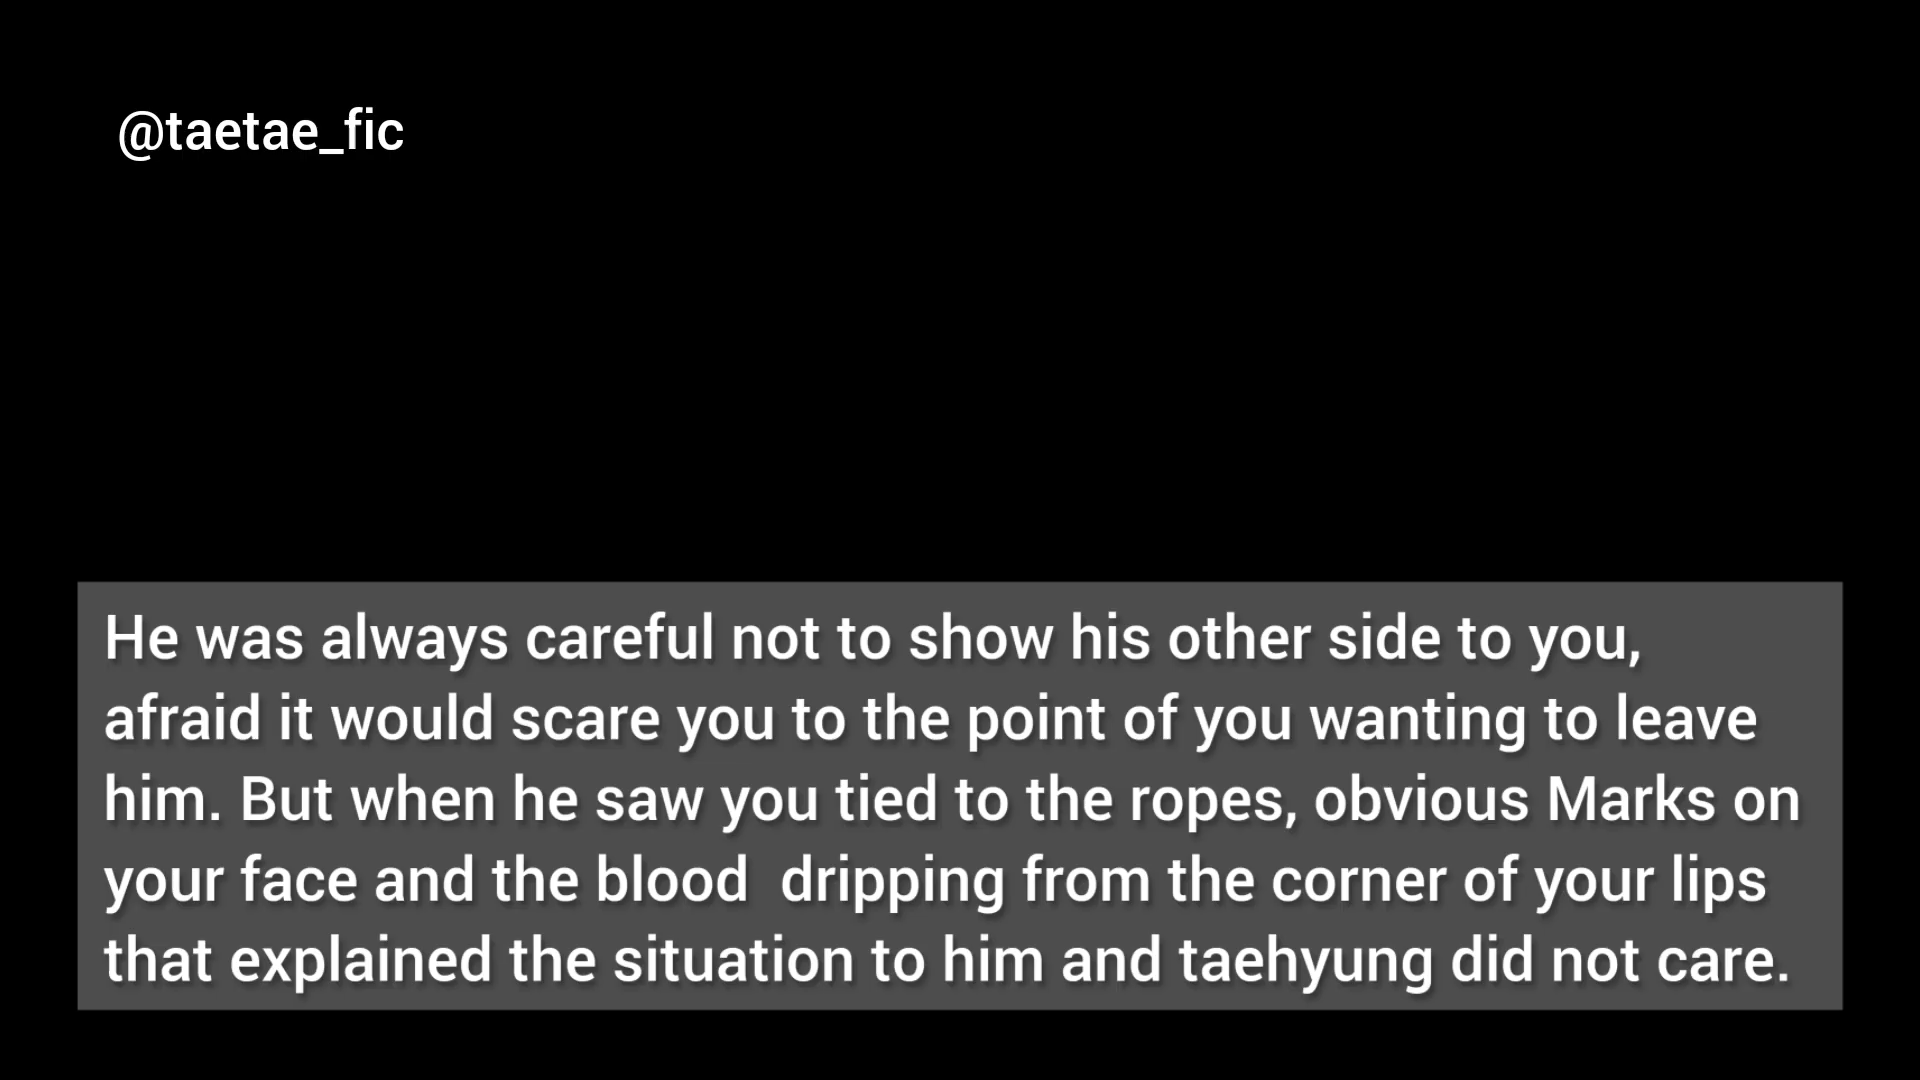 @taetae_fic
He was always careful not to show his other side to you,
afraid it would scare you to the point of you wanting to leave
him. But when he saw you tied to the ropes, obvious Marks on
your face and the blood  dripping from the corner of your lips
that explained the situation to him and taehyung did not care.